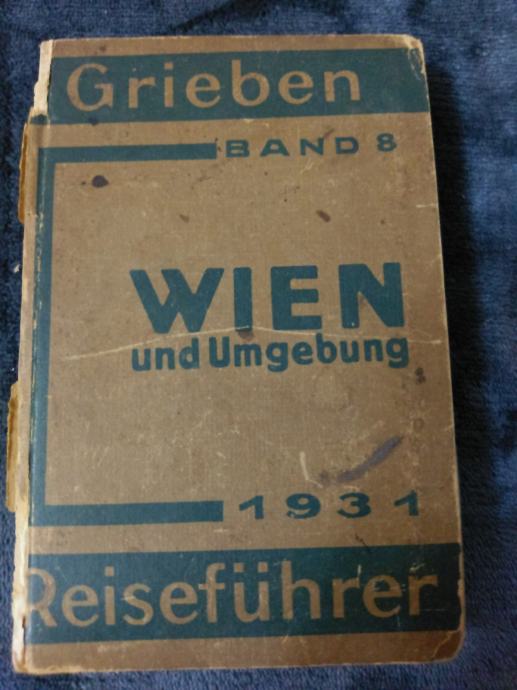 Grieben
BAND 8
WIEN
und Umgebung
1931
Reiseführer